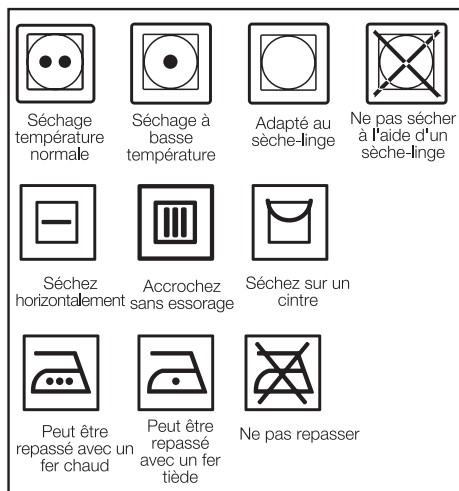 Séchage
température
normale
Séchage à
basse
température
Adapté au
sèche-linge
Ne pas sécher
à l'aide d'un
sèche-linge
Séchez
horizontalement
Accrochez
sans essorage
Séchez sur un
cintre
Peut être
repassé avec un
fer chaud
Peut être
repassé
avec un fer
tiède
Ne pas repasser